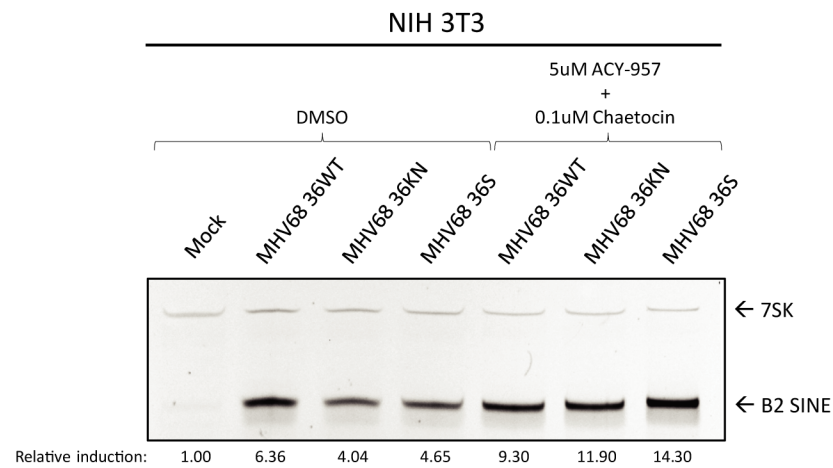 NIH 3T3
5uM ACY-957
+
0.1uM Chaetocin
DMSO
Mock
MHV68 36WT
MHV68 36KN
MHV68 36S
MHV68 36WT
MHV68 36KN
MHV68 36S
← 7SK
← B2 SINE
Relative induction: 1.00 6.36 4.04 4.65 9.30 11.90 14.30